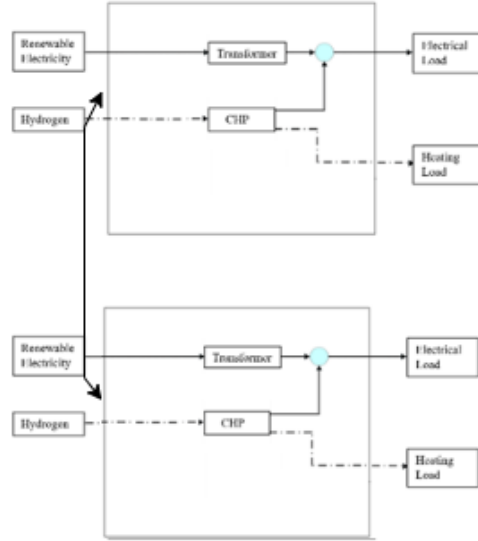 Renewable
Electricity
Transformer
Electrical
Load
Hydrogen
CHP
Heating
Load
Renewable
Electricity
Transformer
Electrical
Load
Hydrogen
CHP
Heating
Load